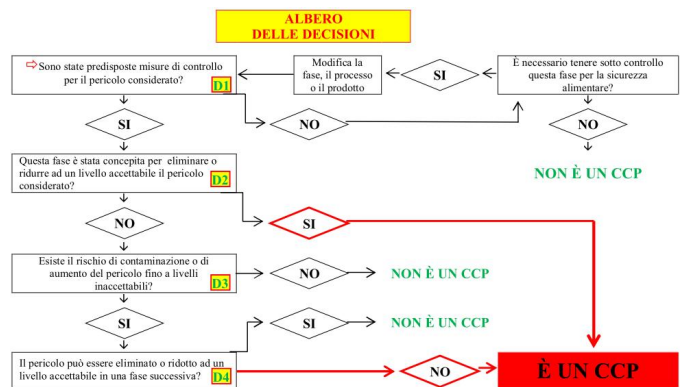 ALBERO
DELLE DECISIONI
⇨ Sono state predisposte misure di controllo
per il pericolo considerato?
D1
Modifica la
fase, il processo
o il prodotto
SI
È necessario tenere sotto controllo
questa fase per la sicurezza
alimentare?
SI
NO
NO
NON È UN CCP
Questa fase è stata concepita per eliminare o
ridurre ad un livello accettabile il pericolo
considerato?
D2
NO
SI
Esiste il rischio di contaminazione o di
aumento del pericolo fino a livelli
inaccettabili?
D3
NO
NON È UN CCP
SI
SI
NON È UN CCP
Il pericolo può essere eliminato o ridotto ad un
livello accettabile in una fase successiva?
D4
NO
È UN CCP